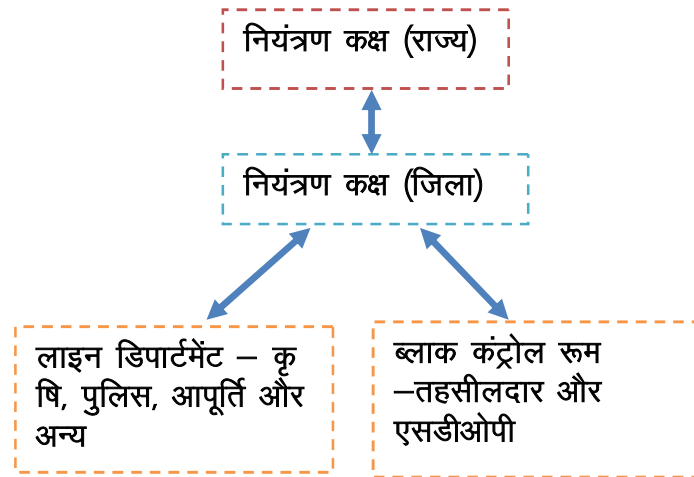 नियंत्रण कक्ष (राज्य)
नियंत्रण कक्ष (जिला)
लाइन डिपार्टमेंट – कृ
षि, पुलिस, आपूर्ति और
अन्य
ब्लाक कंट्रोल रूम
–तहसीलदार और
एसडीओपी